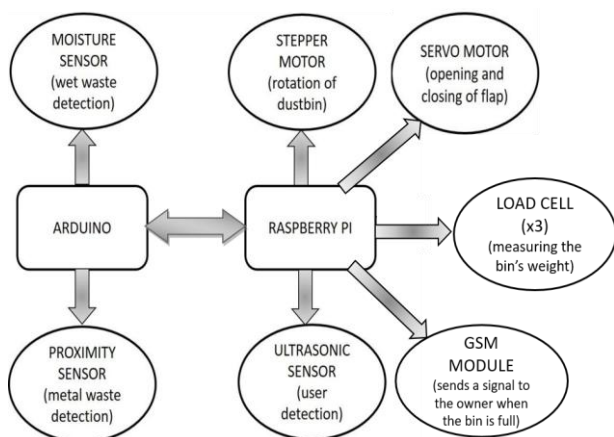 MOISTURE
SENSOR
(wet waste
detection)
STEPPER
MOTOR
(rotation of
dustbin)
SERVO MOTOR
(opening and
closing of flap)
ARDUINO
RASPBERRY PI
LOAD CELL
(x3)
(measuring the
bin's weight)
PROXIMITY
SENSOR
(metal waste
detection)
ULTRASONIC
SENSOR
(user
detection)
GSM
MODULE
(sends a signal to
the owner when
the bin is full)